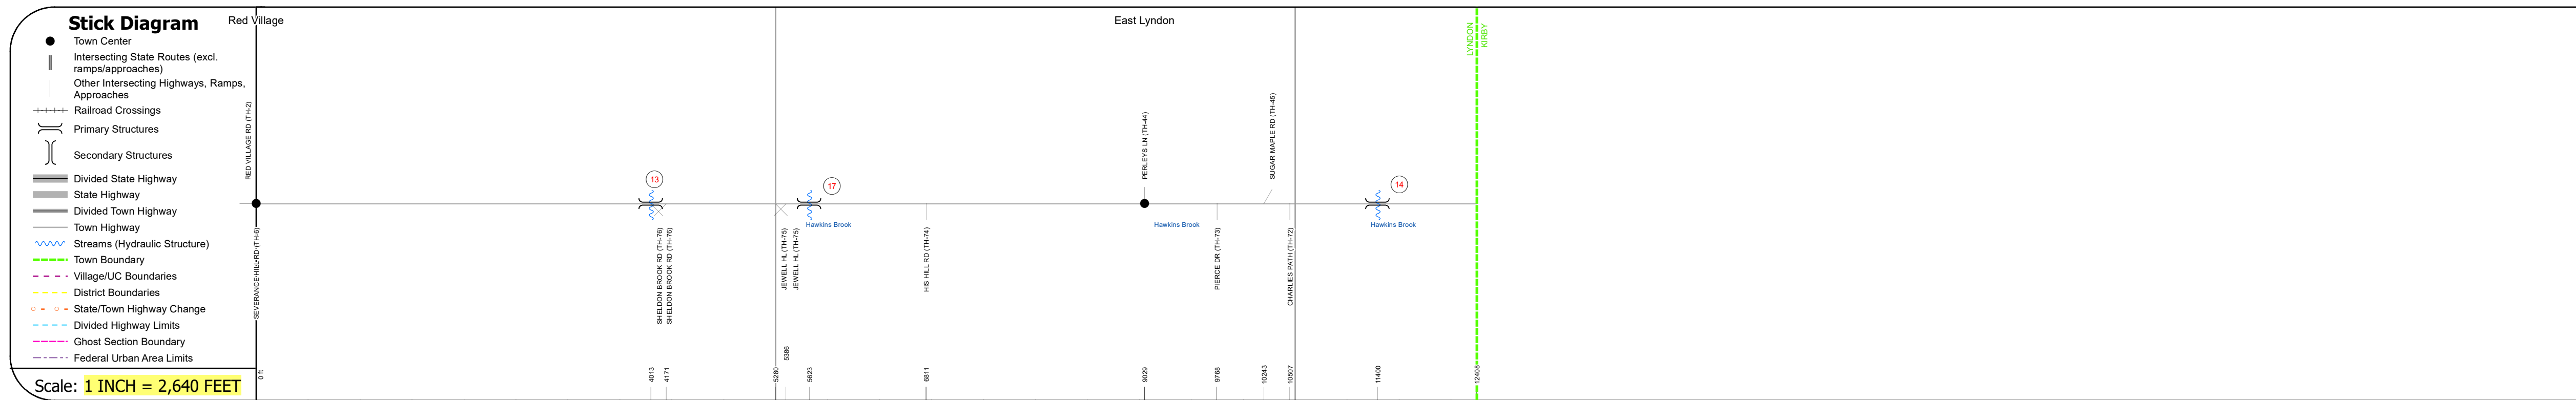 Stick Diagram
Town Center
Intersecting State Routes (excl.
ramps/approaches)
Other Intersecting Highways, Ramps,
Approaches
Railroad Crossings
Primary Structures
Secondary Structures
Divided State Highway
State Highway
Divided Town Highway
Town Highway
Streams (Hydraulic Structure)
Town Boundary
Village/UC Boundaries
District Boundaries
State/Town Highway Change
Divided Highway Limits
Ghost Section Boundary
Federal Urban Area Limits
Scale: 1 INCH = 2,640 FEET
Red Village
East Lyndon
LYNDON
KIRBY
RED VILLAGE RD (TH-2)
PERLEYS LN (TH-44)
SUGAR MAPLE RD (TH-45)
13
17
14
Hawkins Brook
Hawkins Brook
Hawkins Brook
SEVERANCE HILL RD (TH-6)
SHELDON BROOK RD (TH-76)
SHELDON BROOK RD (TH-76)
JEWELL HL (TH-75)
JEWELL HL (TH-75)
HIS HILL RD (TH-74)
PIERCE DR (TH-73)
CHARLIES PATH (TH-72)
0 ft
4013
4171
5280
5386
5623
6811
9029
9768
10243
10507
11400
12408